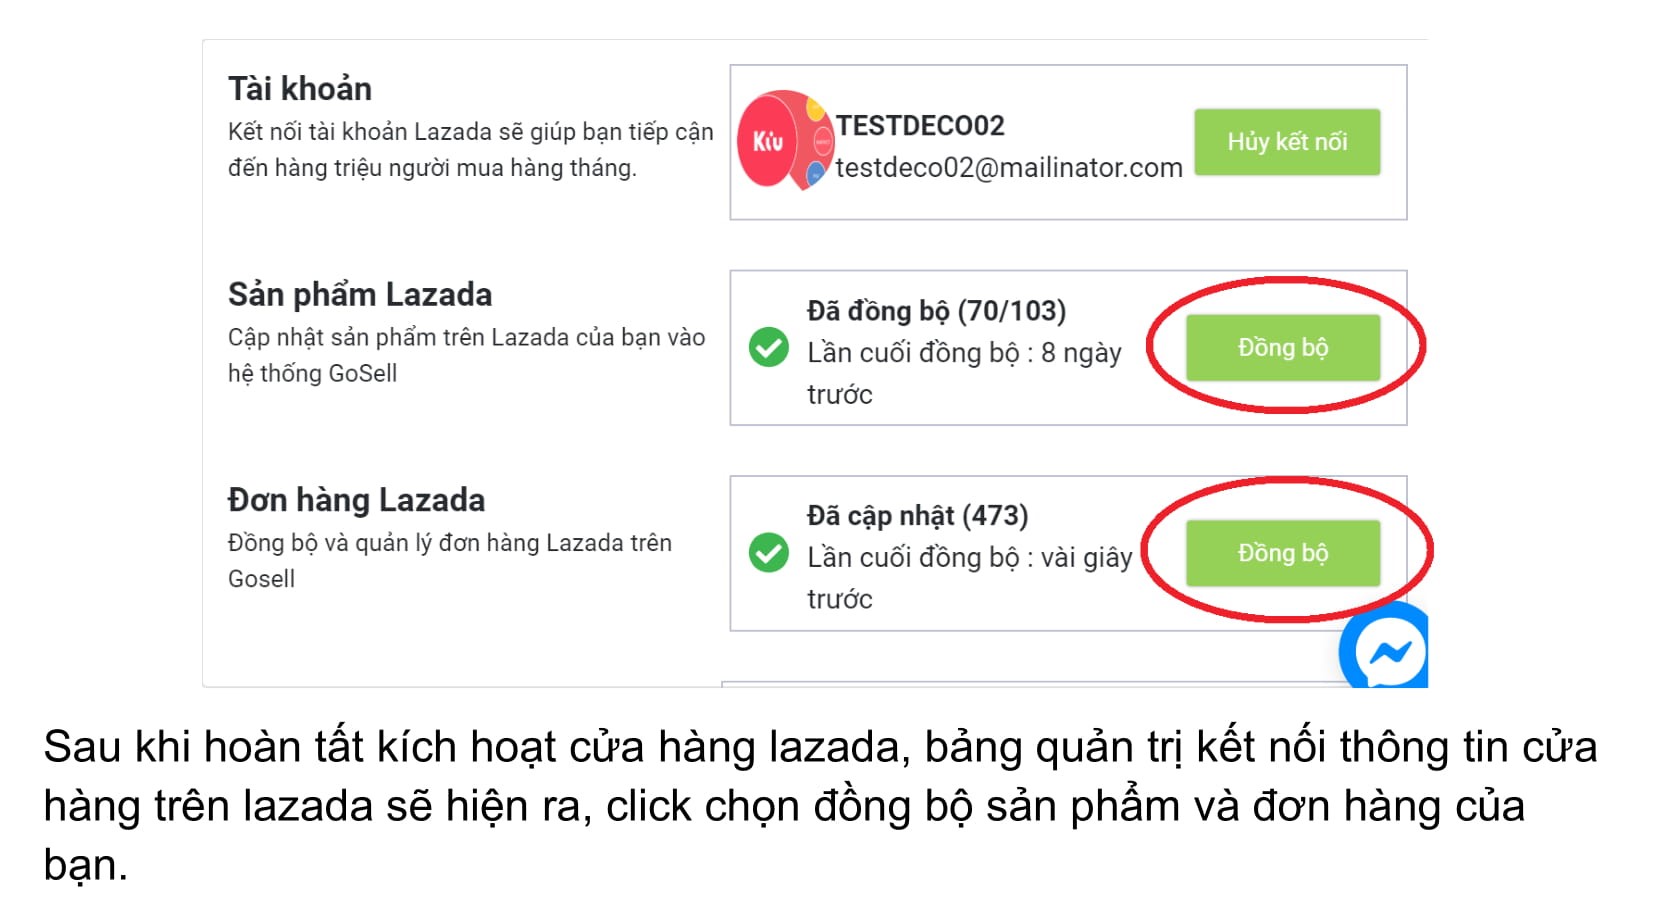 Tài khoản
Kết nối tài khoản Lazada sẽ giúp bạn tiếp cận
đến hàng triệu người mua hàng tháng.
Kiu
TESTDECO02
testdeco02@mailinator.com
Hủy kết nối
Sản phẩm Lazada
Cập nhật sản phẩm trên Lazada của bạn vào
hệ thống GoSell
Đã đồng bộ (70/103)
Lần cuối đồng bộ : 8 ngày
trước
Đồng bộ
Đơn hàng Lazada
Đồng bộ và quản lý đơn hàng Lazada trên
Gosell
Đã cập nhật (473)
Lần cuối đồng bộ : vài giây
trước
Đồng bộ
Sau khi hoàn tất kích hoạt cửa hàng lazada, bảng quản trị kết nối thông tin cửa
hàng trên lazada sẽ hiện ra, click chọn đồng bộ sản phẩm và đơn hàng của
bạn.